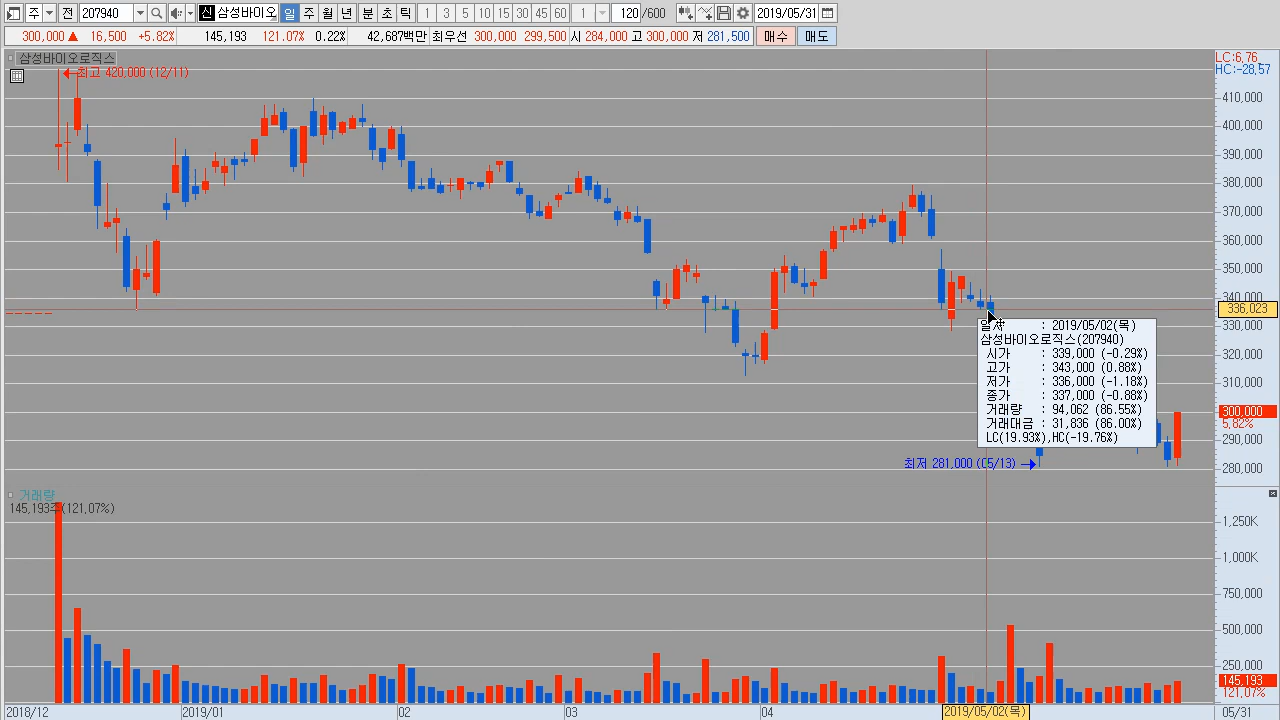 주 전 207940 신 삼성바이오 일 주 월 년 분 초 틱 1 3 5 10 15 20 30 45 60 1 120 /600 2019/05/31
300,000 ▲ 16,500 +5.82% 145,193 121.07% 0.22% 42,687백만 최우선 300,000 299,500 시 284,000 고 300,000 저 281,500 매수 매도
삼성바이오로직스
최고 420,000 (12/11)
LC:6.76
HC:-28.57
410,000
400,000
390,000
380,000
370,000
360,000
350,000
340,000
336,023
330,000
320,000
310,000
300,000
5.82%
290,000
280,000
일자 : 2019/05/02(목)
삼성바이오로직스(207940)
시가 : 339,000 (-0.29%)
고가 : 343,000 (0.88%)
저가 : 336,000 (-1.18%)
종가 : 337,000 (-0.88%)
거래량 : 94,062 (86.55%)
거래대금 : 31,836 (86.00%)
LC(19.93%),HC(-19.76%)
최저 281,000 (05/13)
거래량
145,193주(121.07%)
1,250K
1,000K
750,000
500,000
250,000
145,193
121.07%
2018/12 2019/01 02 03 04 2019/05/02(목) 05/31